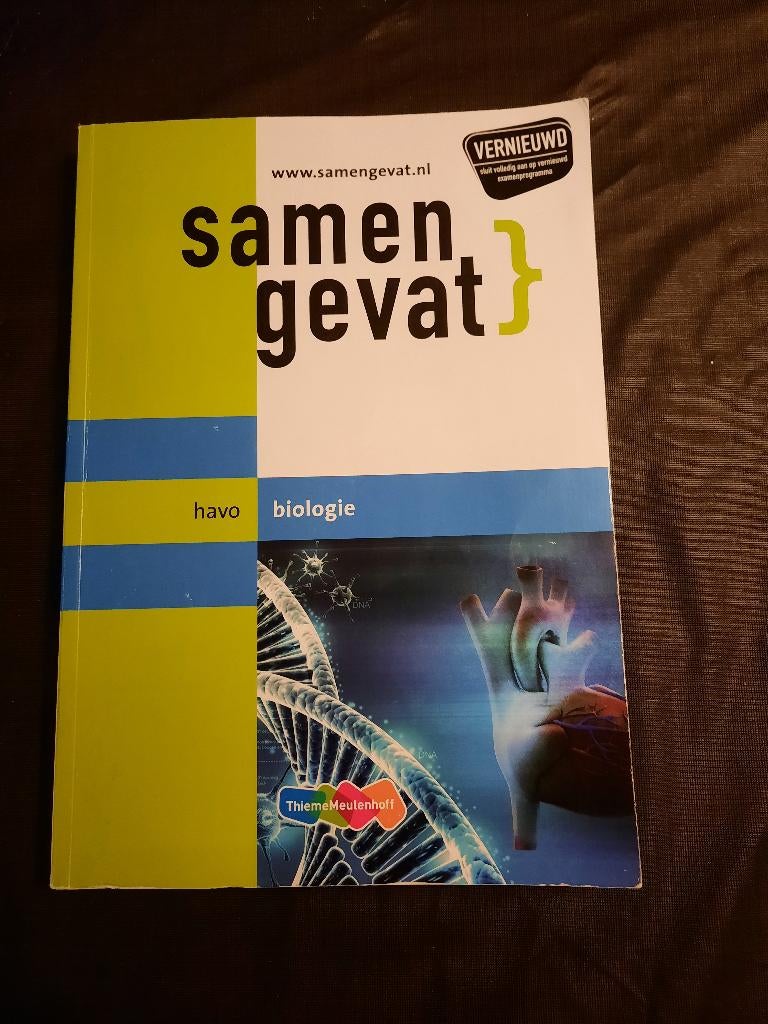 www.samengevat.nl
VERNIEUWD
sluit volledig aan op vernieuwd
examenprogramma
samen
gevat}
havo
biologie
DNA
DNA
ThiemeMeulenhoff